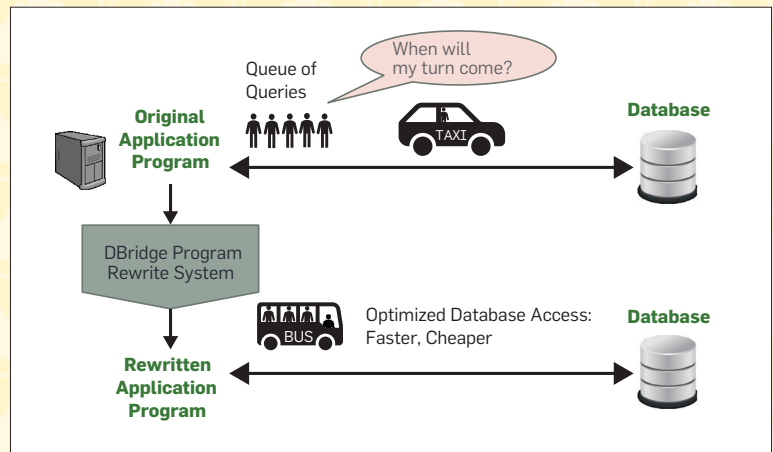 When will
my turn come?
Queue of
Queries
Original
Application
Program
TAXI
Database
DBridge Program
Rewrite System
BUS
Optimized Database Access:
Faster, Cheaper
Database
Rewritten
Application
Program